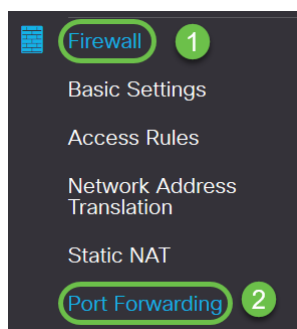 Firewall 1
Basic Settings
Access Rules
Network Address
Translation
Static NAT
Port Forwarding 2